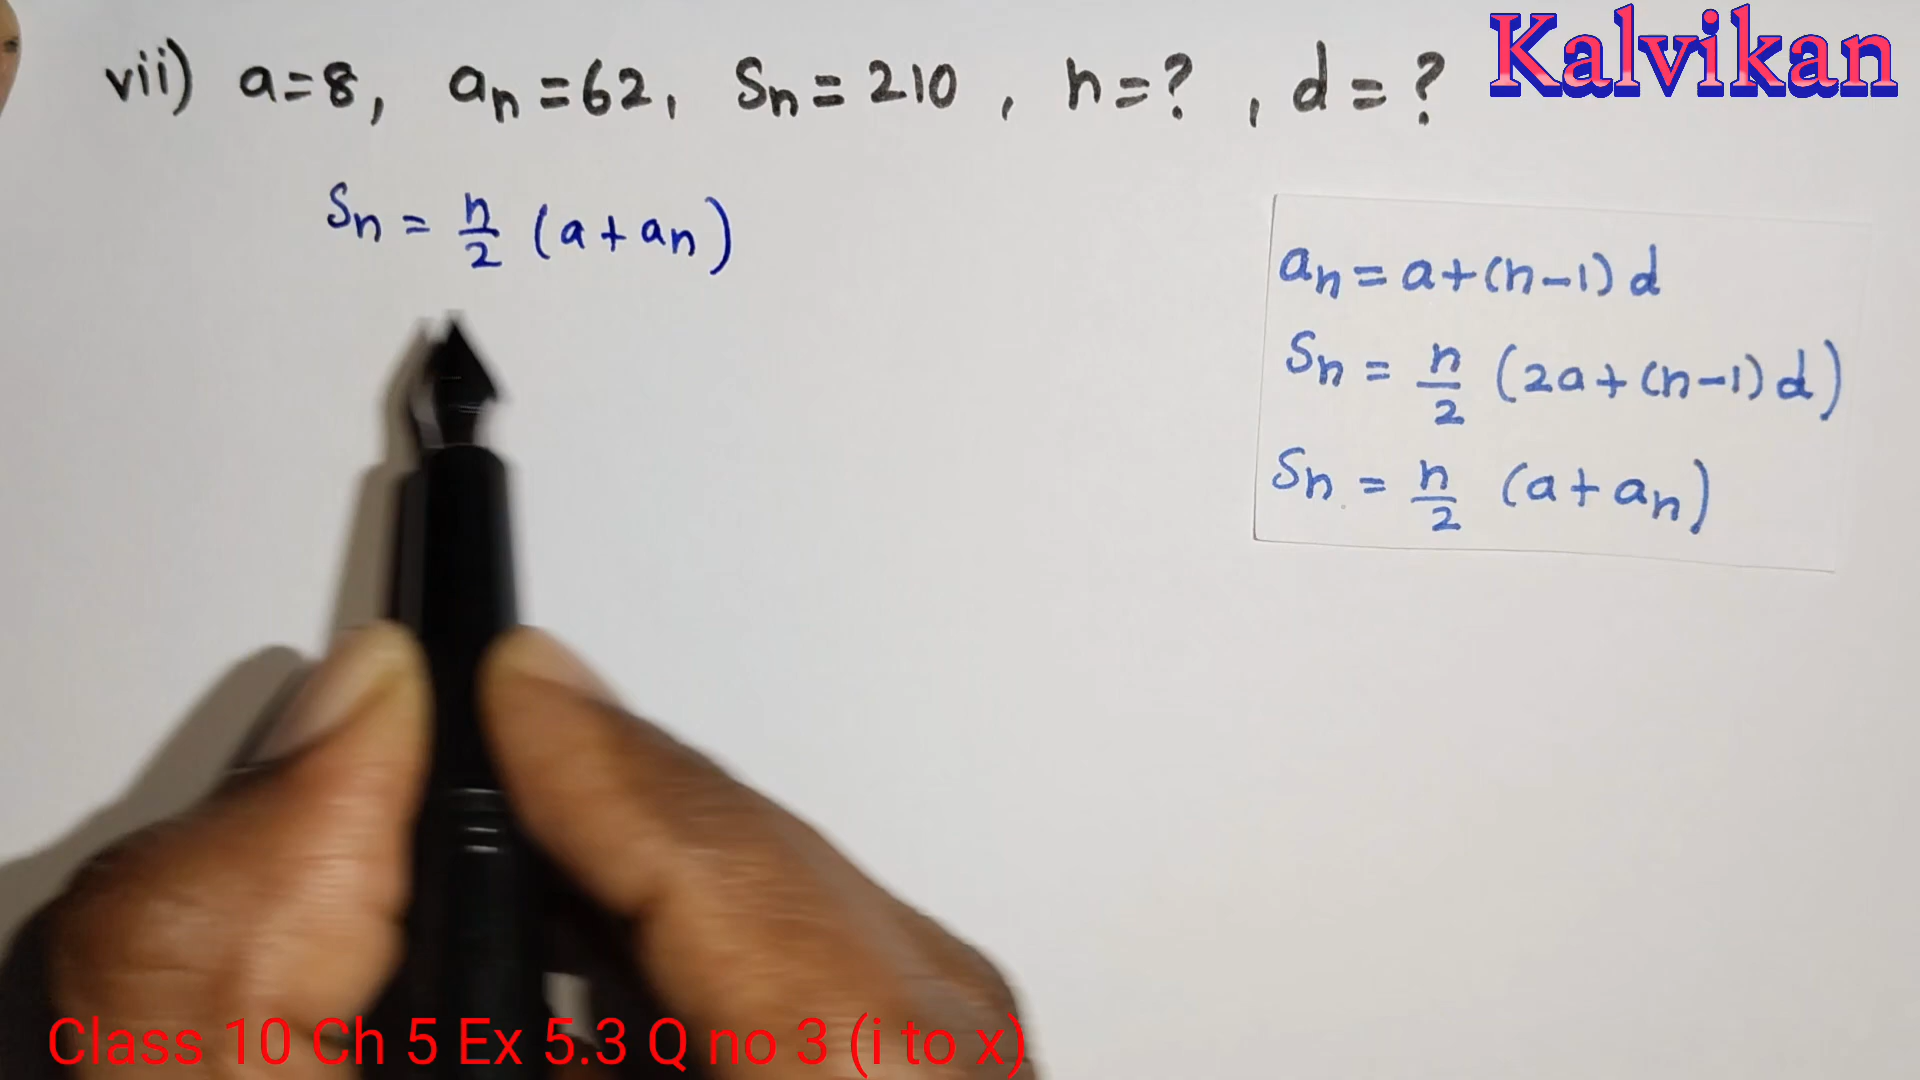 vii) a=8, an=62, Sn=210, n=?, d=?
Kalvikan
Sn = n/2 (a+an)
an = a+(n-1)d
Sn = n/2 (2a+(n-1)d)
Sn = n/2 (a+an)
Class 10 Ch 5 Ex 5.3 Q no 3 (i to x)